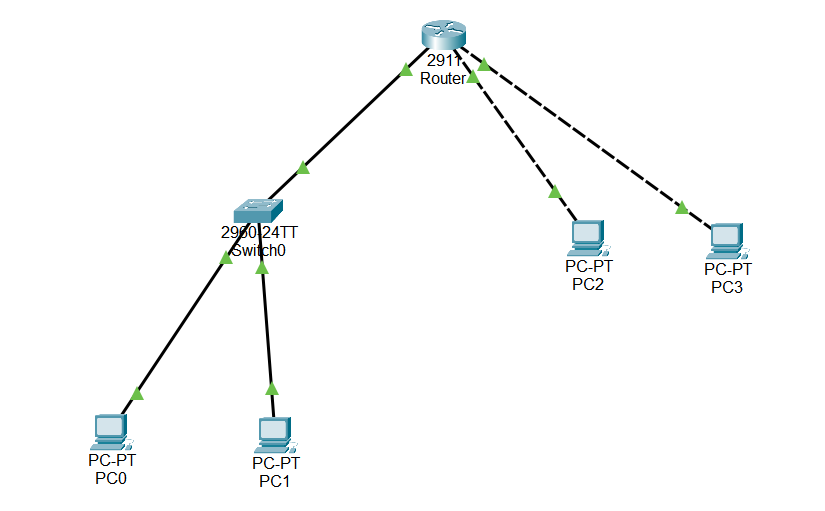 2911
Router
2960-24TT
Switch0
PC-PT
PC2
PC-PT
PC3
PC-PT
PC0
PC-PT
PC1